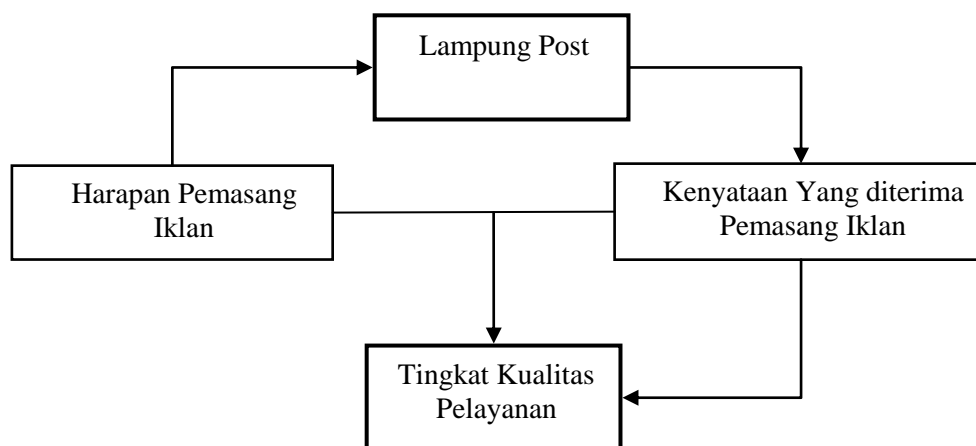 Lampung Post
Harapan Pemasang
Iklan
Kenyataan Yang diterima
Pemasang Iklan
Tingkat Kualitas
Pelayanan